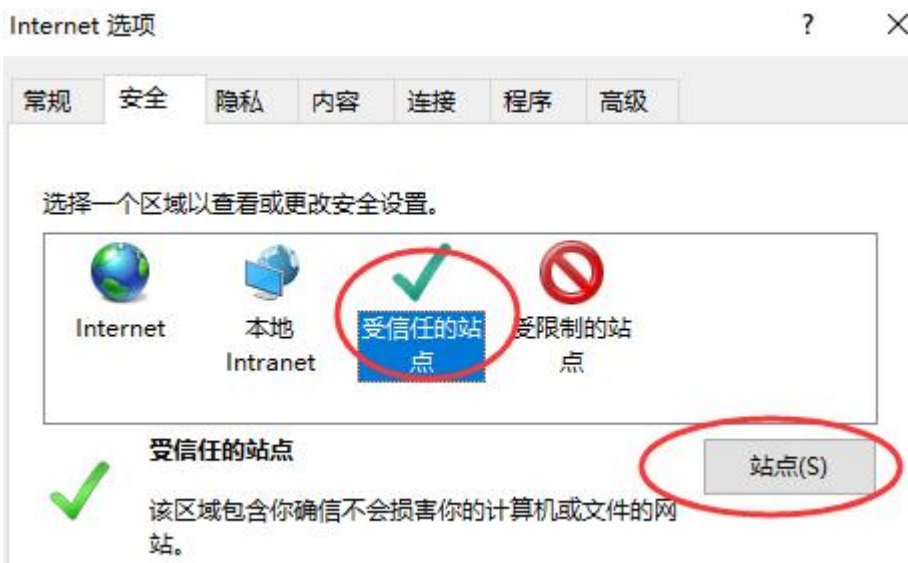 Internet 选项
常规 安全 隐私 内容 连接 程序 高级
选择一个区域以查看或更改安全设置。
Internet
本地
Intranet
受信任的站
点
受限制的站
点
受信任的站点
站点(S)
该区域包含你确信不会损害你的计算机或文件的网
站。